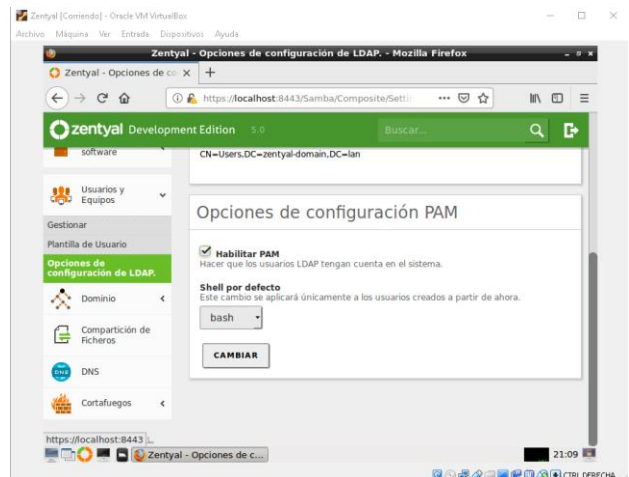 Zentyal [Corriendo] - Oracle VM VirtualBox
Archivo Máquina Ver Entrada Dispositivos Ayuda
Zentyal - Opciones de configuración de LDAP. - Mozilla Firefox
Zentyal - Opciones de co
https://localhost:8443/Samba/Composite/Settin
zentyal Development Edition 5.0
Buscar...
software
CN=Users,DC=zentyal-domain,DC=lan
Usuarios y
Equipos
Gestionar
Plantilla de Usuario
Opciones de
configuración de LDAP.
Dominio
Compartición de
Ficheros
DNS
DNS
Cortafuegos
Opciones de configuración PAM
Habilitar PAM
Hacer que los usuarios LDAP tengan cuenta en el sistema.
Shell por defecto
Este cambio se aplicará únicamente a los usuarios creados a partir de ahora.
bash
CAMBIAR
https://localhost:8443
Zentyal - Opciones de c...
21:09
CTRL DERECHA